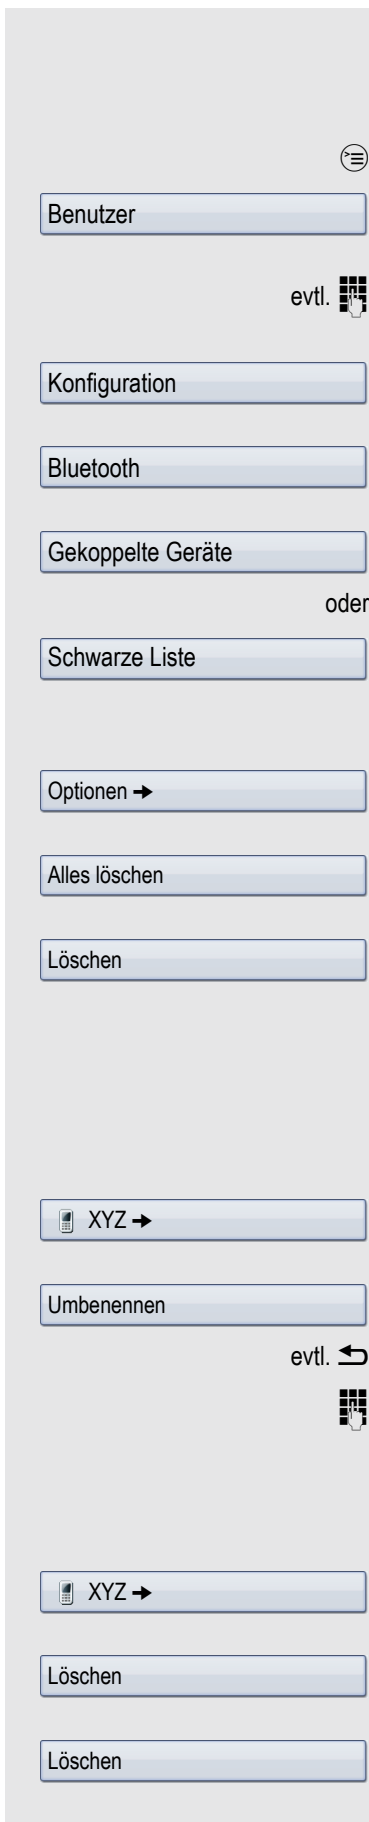 Benutzer
evtl.
Konfiguration
Bluetooth
Gekoppelte Geräte
oder
Schwarze Liste
Optionen →
Alles löschen
Löschen
XYZ →
Umbenennen
evtl.
XYZ →
Löschen
Löschen